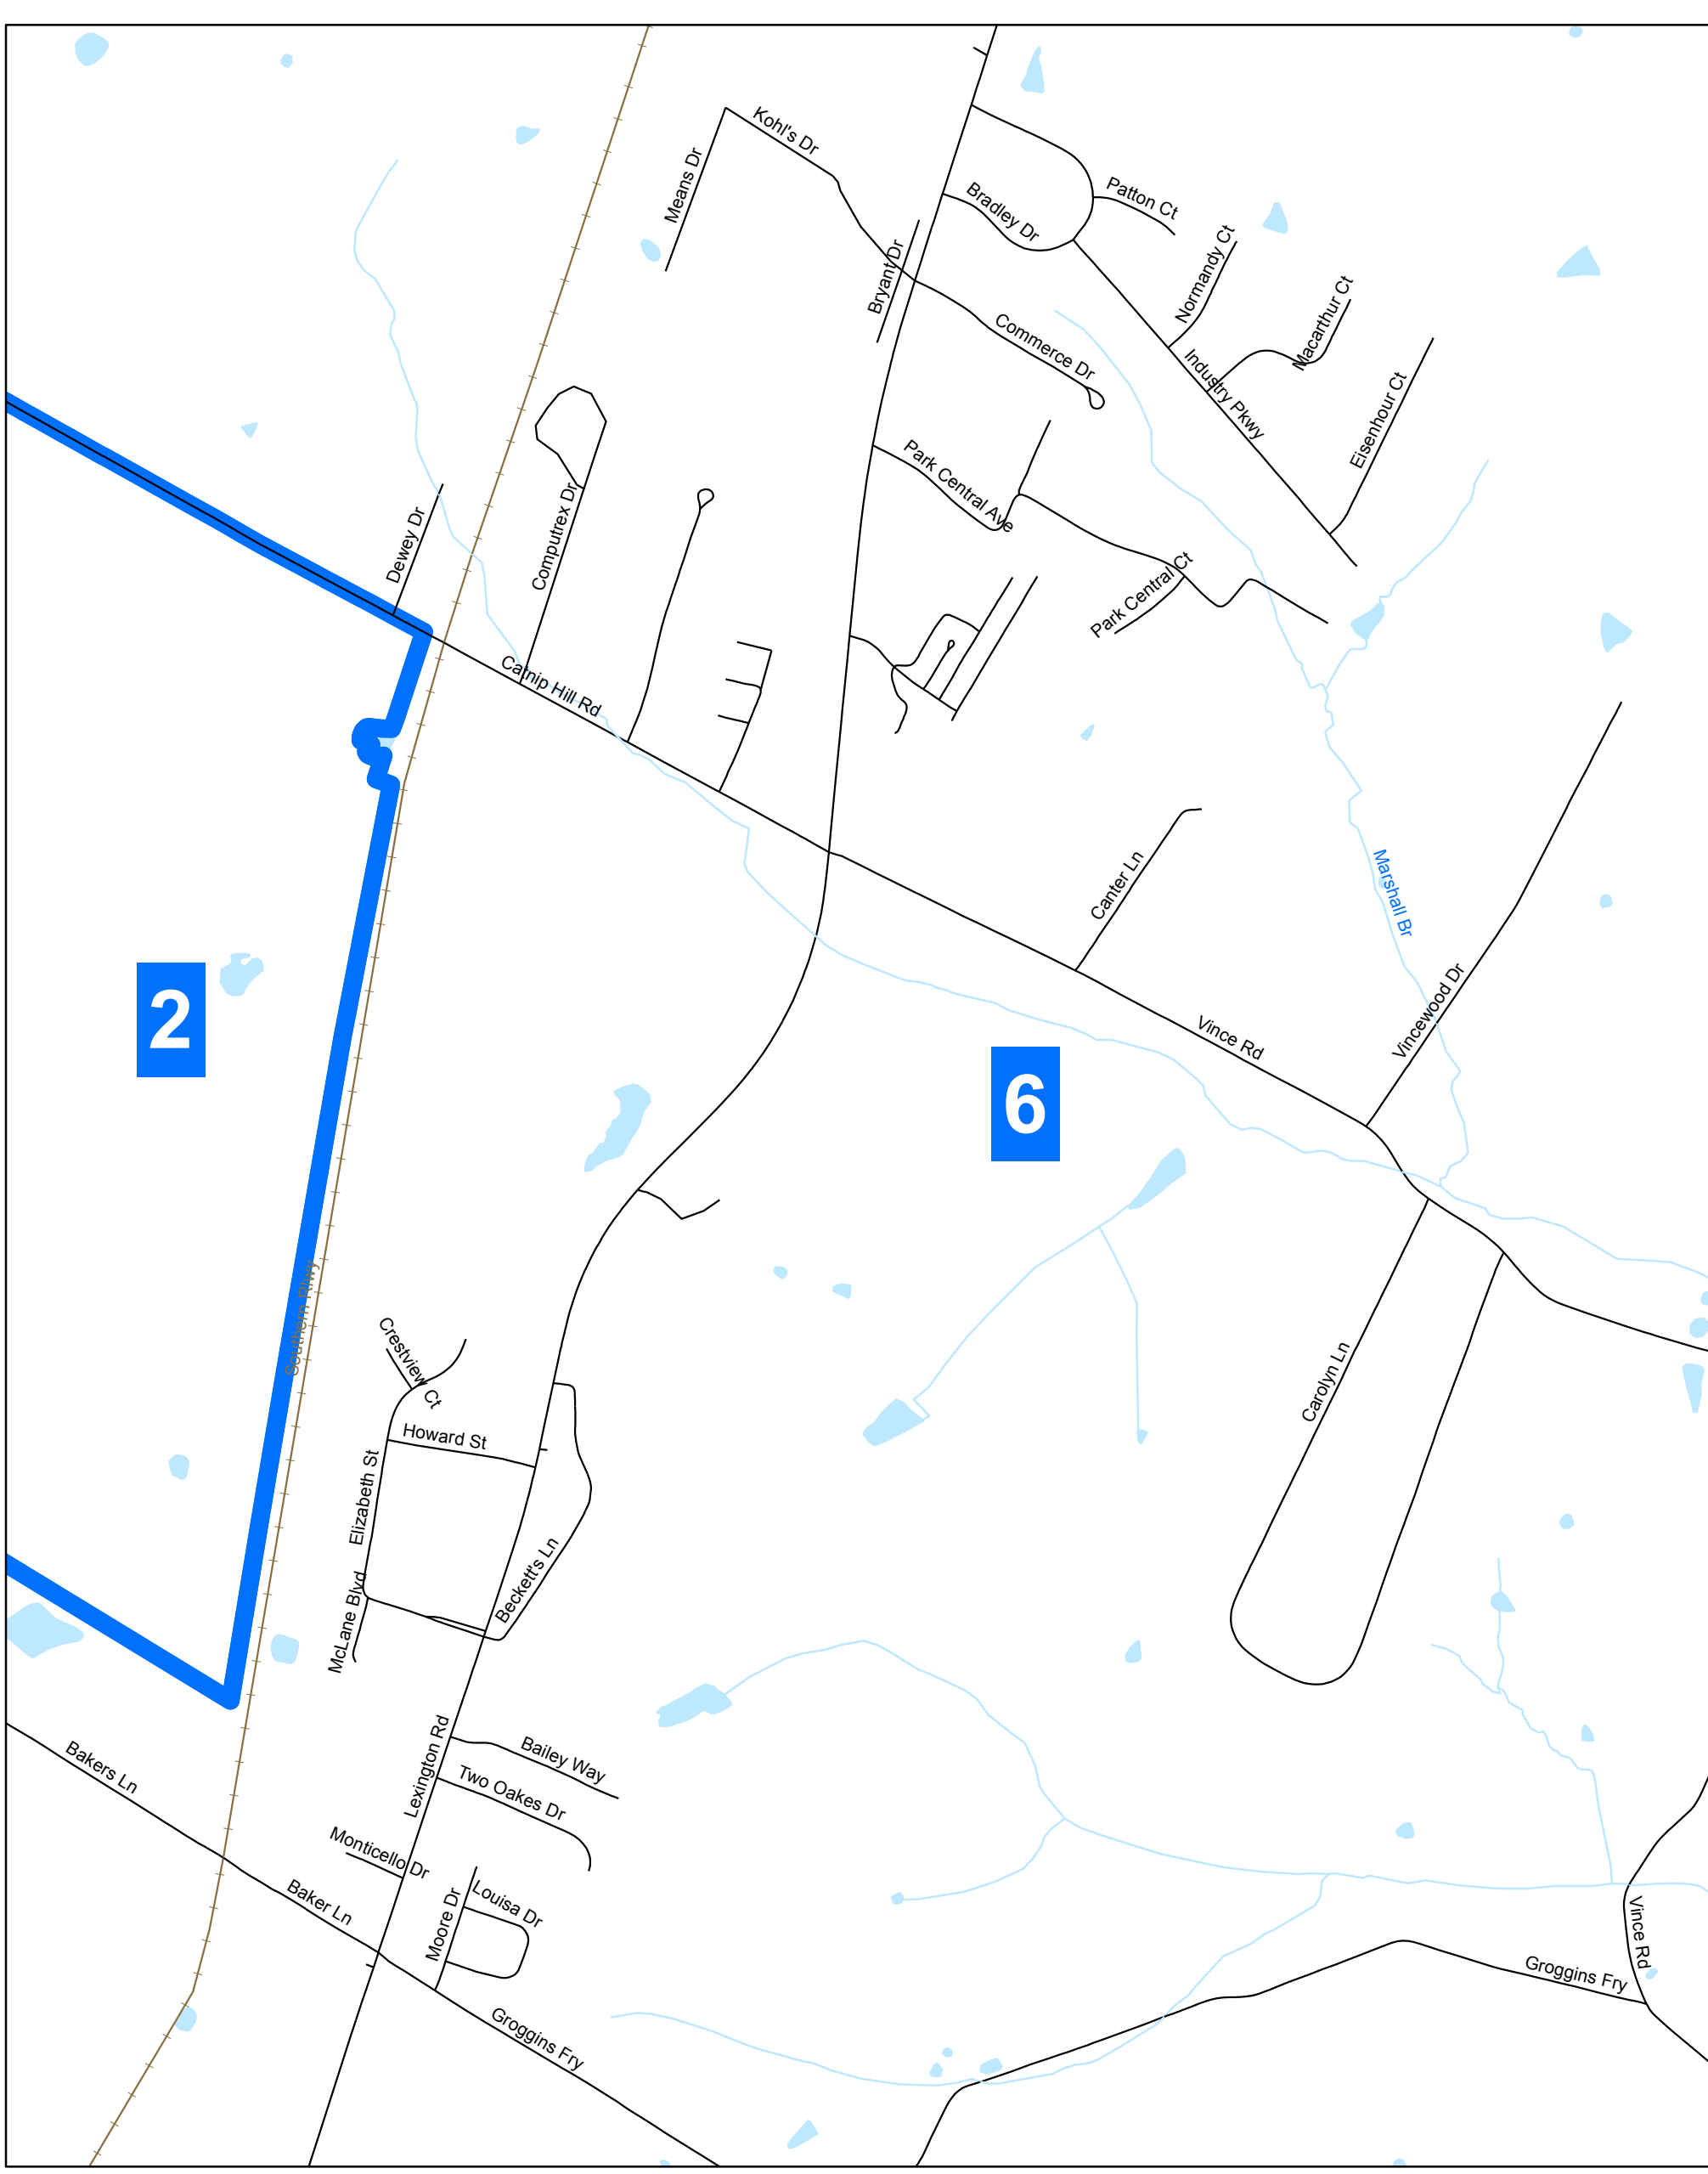 Kohl's Dr
Means Dr
Patton Ct
Bradley Dr
Normandy Ct
Bryant Dr
Macarthur Ct
Commerce Dr
Industry Pkwy
Eisenhour Ct
Park Central Ave
Computrex Dr
Dewey Dr
Park Central Ct
Catnip Hill Rd
Canter Ln
Marshall Br
Vincewood Dr
2
Vince Rd
6
Southern Rlwy
Crestview Ct
Carolyn Ln
Howard St
Elizabeth St
Beckett's Ln
McLane Blvd
Lexington Rd
Bailey Way
Bakers Ln
Two Oakes Dr
Monticello Dr
Baker Ln
Louisa Dr
Moore Dr
Vince Rd
Groggins Fry
Groggins Fry